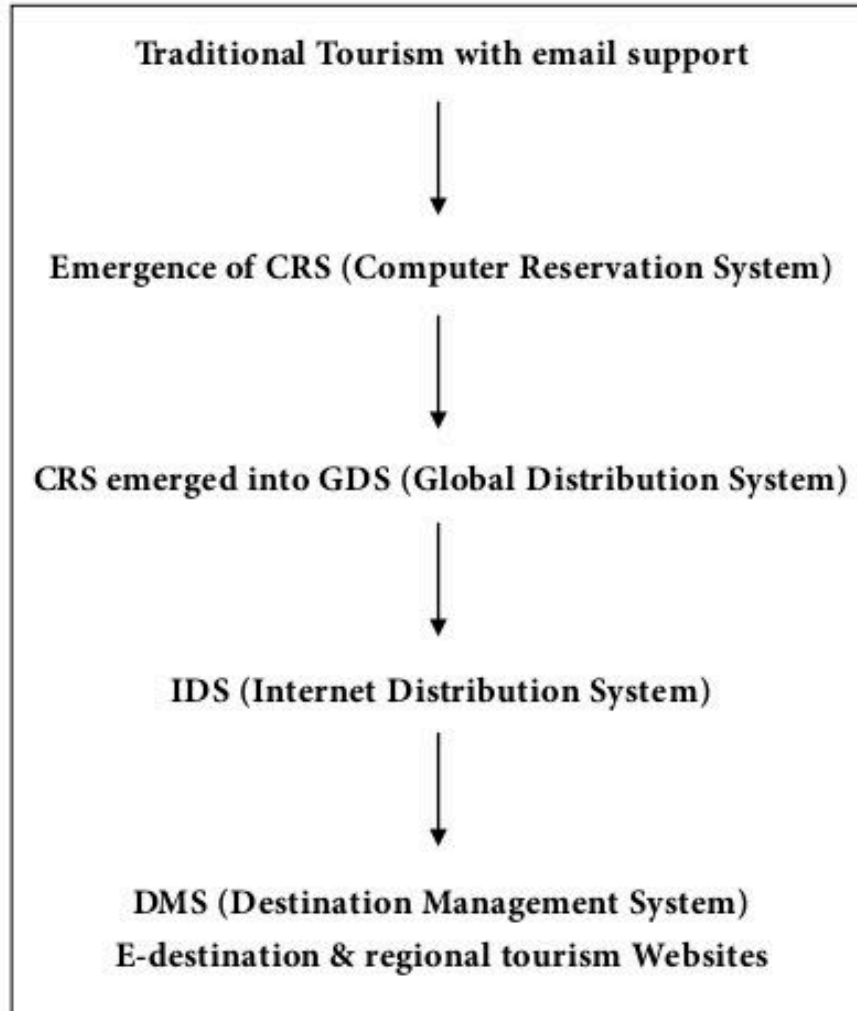 Traditional Tourism with email support
Emergence of CRS (Computer Reservation System)
CRS emerged into GDS (Global Distribution System)
IDS (Internet Distribution System)
DMS (Destination Management System)
E-destination & regional tourism Websites